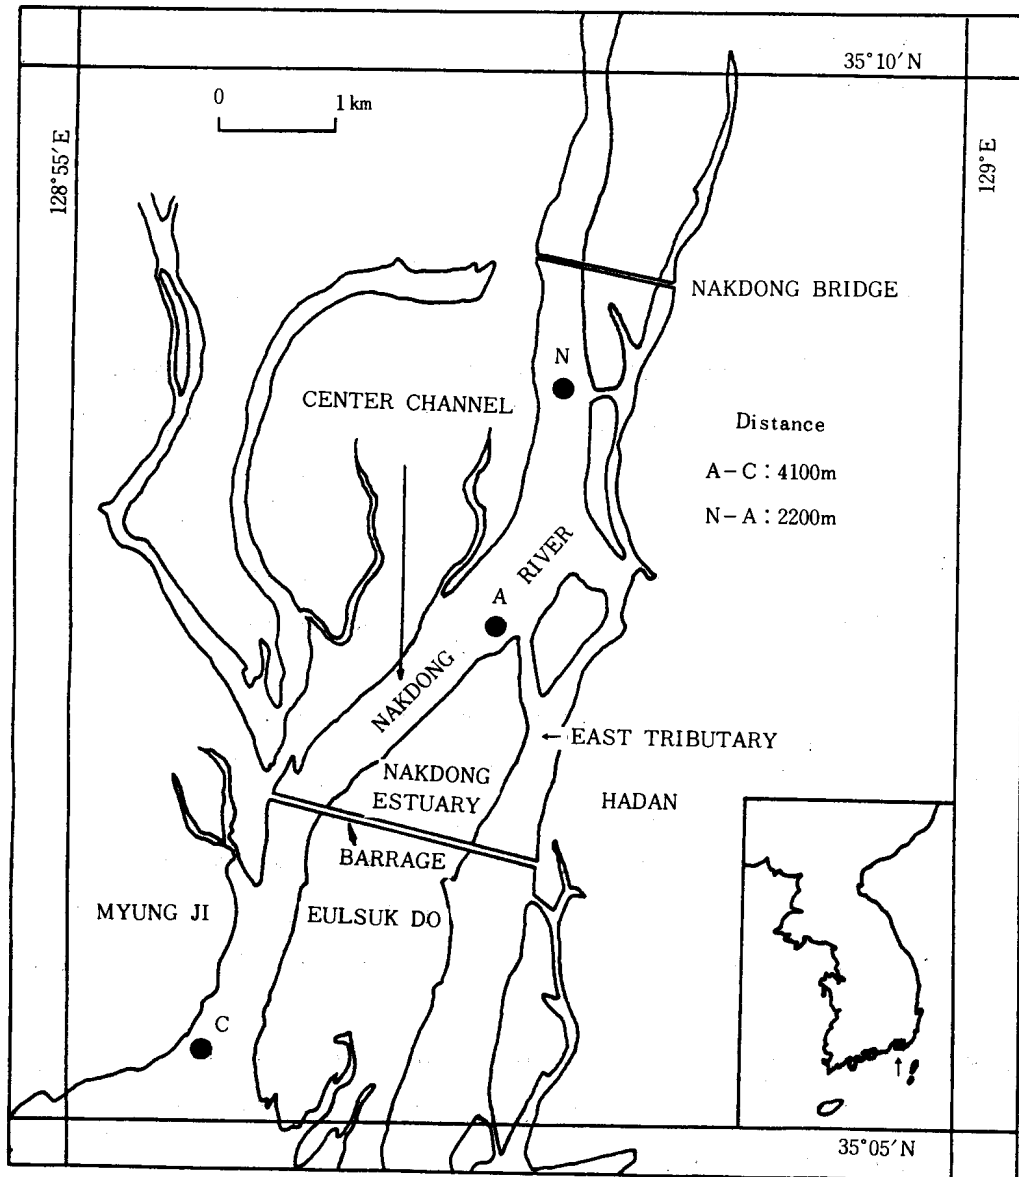 35°10′N
0 1 km
128°55′E
129°E
NAKDONG BRIDGE
N
CENTER CHANNEL
Distance
A-C : 4100m
N-A : 2200m
RIVER
A
NAKDONG
EAST TRIBUTARY
NAKDONG
ESTUARY
HADAN
BARRAGE
MYUNG JI
EULSUK DO
C
35°05′N